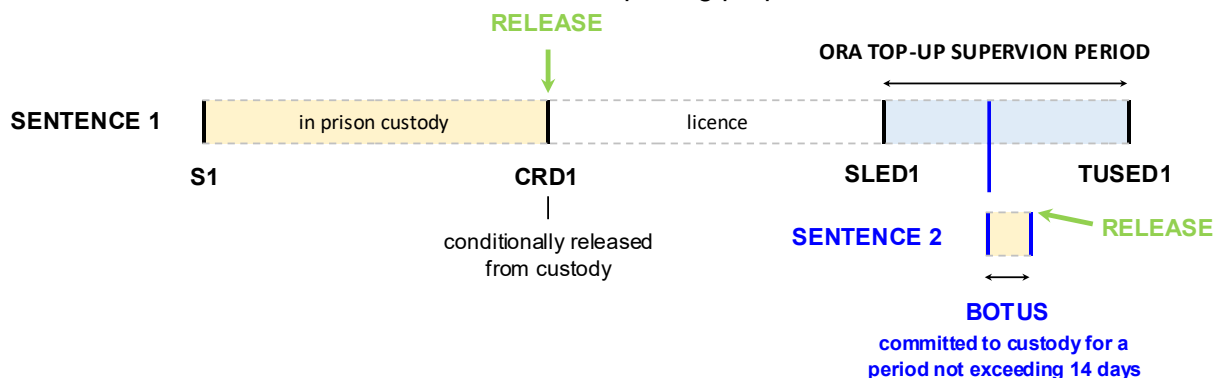 RELEASE
ORA TOP-UP SUPERVION PERIOD
SENTENCE 1
in prison custody
licence
S1
CRD1
SLED1
TUSED1
conditionally released
from custody
SENTENCE 2
RELEASE
BOTUS
committed to custody for a
period not exceeding 14 days